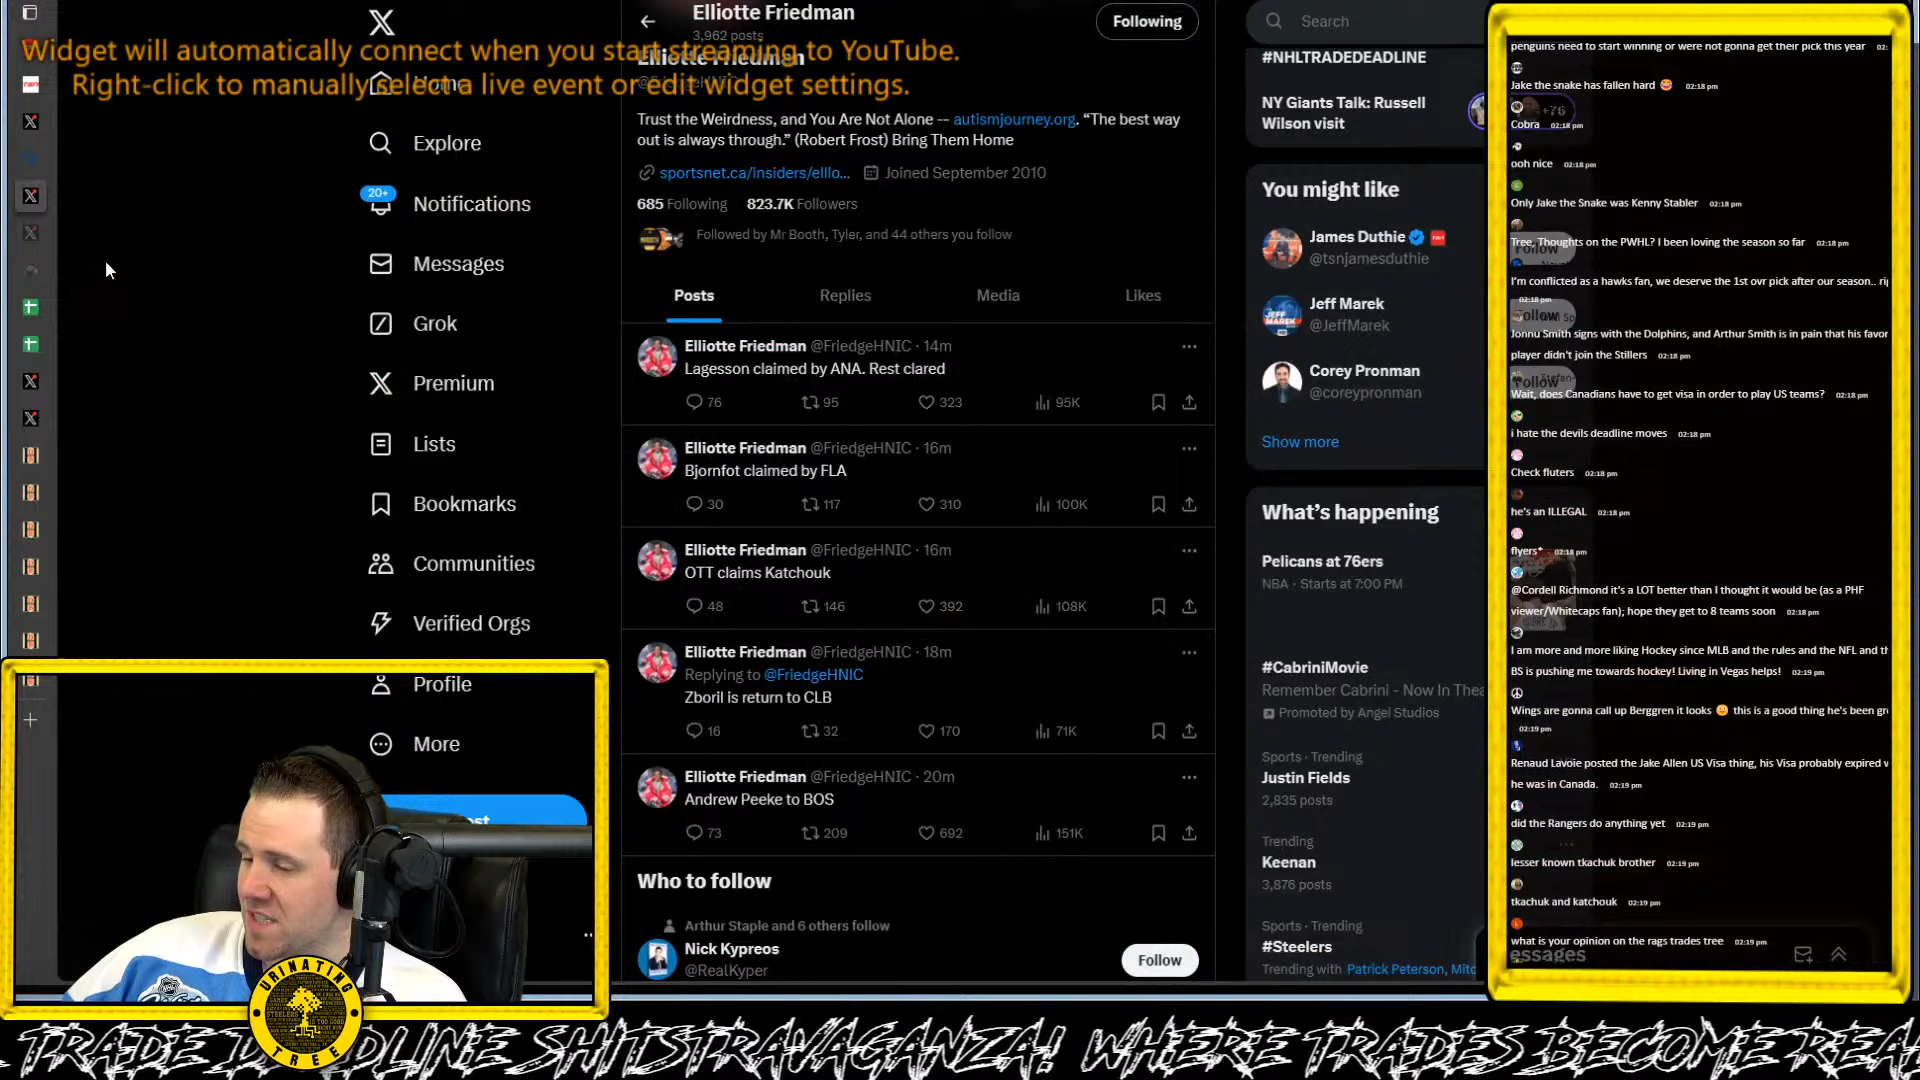 Widget will automatically connect when you start streaming to YouTube.
Right-click to manually select a live event or edit widget settings.
Home
Explore
20+
Notifications
Messages
Grok
Premium
Lists
Bookmarks
Communities
Verified Orgs
Profile
More
Elliotte Friedman
3,962 posts
Following
Elliotte Friedman
Trust the Weirdness, and You Are Not Alone -- autismjourney.org. “The best way
out is always through.” (Robert Frost) Bring Them Home
sportsnet.ca/insiders/ellio... Joined September 2010
685 Following 823.7K Followers
Followed by Mr Booth, Tyler, and 44 others you follow
Posts Replies Media Likes
Elliotte Friedman @FriedgeHNIC · 14m
Lagesson claimed by ANA. Rest clared
76 95 323 95K
Elliotte Friedman @FriedgeHNIC · 16m
Bjornfot claimed by FLA
30 117 310 100K
Elliotte Friedman @FriedgeHNIC · 16m
OTT claims Katchouk
48 146 392 108K
Elliotte Friedman @FriedgeHNIC · 18m
Replying to @FriedgeHNIC
Zboril is return to CLB
16 32 170 71K
Elliotte Friedman @FriedgeHNIC · 20m
Andrew Peeke to BOS
73 209 692 151K
Who to follow
Arthur Staple and 6 others follow
Nick Kypreos
@RealKyper
Follow
Search
#NHLTRADEDEADLINE
NY Giants Talk: Russell
Wilson visit
+76
You might like
James Duthie
@tsnjamesduthie
Follow
Jeff Marek
@JeffMarek
Follow
Corey Pronman
@coreypronman
Follow
Show more
What’s happening
Pelicans at 76ers
NBA · Starts at 7:00 PM
#CabriniMovie
Remember Cabrini - Now In Thea
Promoted by Angel Studios
Sports · Trending
Justin Fields
2,835 posts
Trending
Keenan
3,876 posts
Sports · Trending
#Steelers
Trending with Patrick Peterson, Mitc
essages
penguins need to start winning or were not gonna get their pick this year 02:
Jake the snake has fallen hard 02:18 pm
Cobra 02:18 pm
ooh nice 02:18 pm
Only Jake the Snake was Kenny Stabler 02:18 pm
Tree, Thoughts on the PWHL? I been loving the season so far 02:18 pm
I'm conflicted as a hawks fan, we deserve the 1st ovr pick after our season.. ri
02:18 pm
Jonnu Smith signs with the Dolphins, and Arthur Smith is in pain that his favor
player didn't join the Stillers 02:18 pm
Wait, does Canadians have to get visa in order to play US teams? 02:18 pm
i hate the devils deadline moves 02:18 pm
Check fluters 02:18 pm
he's an ILLEGAL 02:18 pm
flyers* 02:18 pm
@Cordell Richmond it's a LOT better than I thought it would be (as a PHF
viewer/Whitecaps fan); hope they get to 8 teams soon 02:18 pm
I am more and more liking Hockey since MLB and the rules and the NFL and th
BS is pushing me towards hockey! Living in Vegas helps! 02:19 pm
Wings are gonna call up Berggren it looks this is a good thing he's been gr
02:19 pm
Renaud Lavoie posted the Jake Allen US Visa thing, his Visa probably expired w
he was in Canada. 02:19 pm
did the Rangers do anything yet 02:19 pm
lesser known tkachuk brother 02:19 pm
tkachuk and katchouk 02:19 pm
what is your opinion on the rags trades tree 02:19 pm
URINATING
TREE
TRADE DEADLINE SHITSTRAVAGANZA! WHERE TRADES BECOME REA